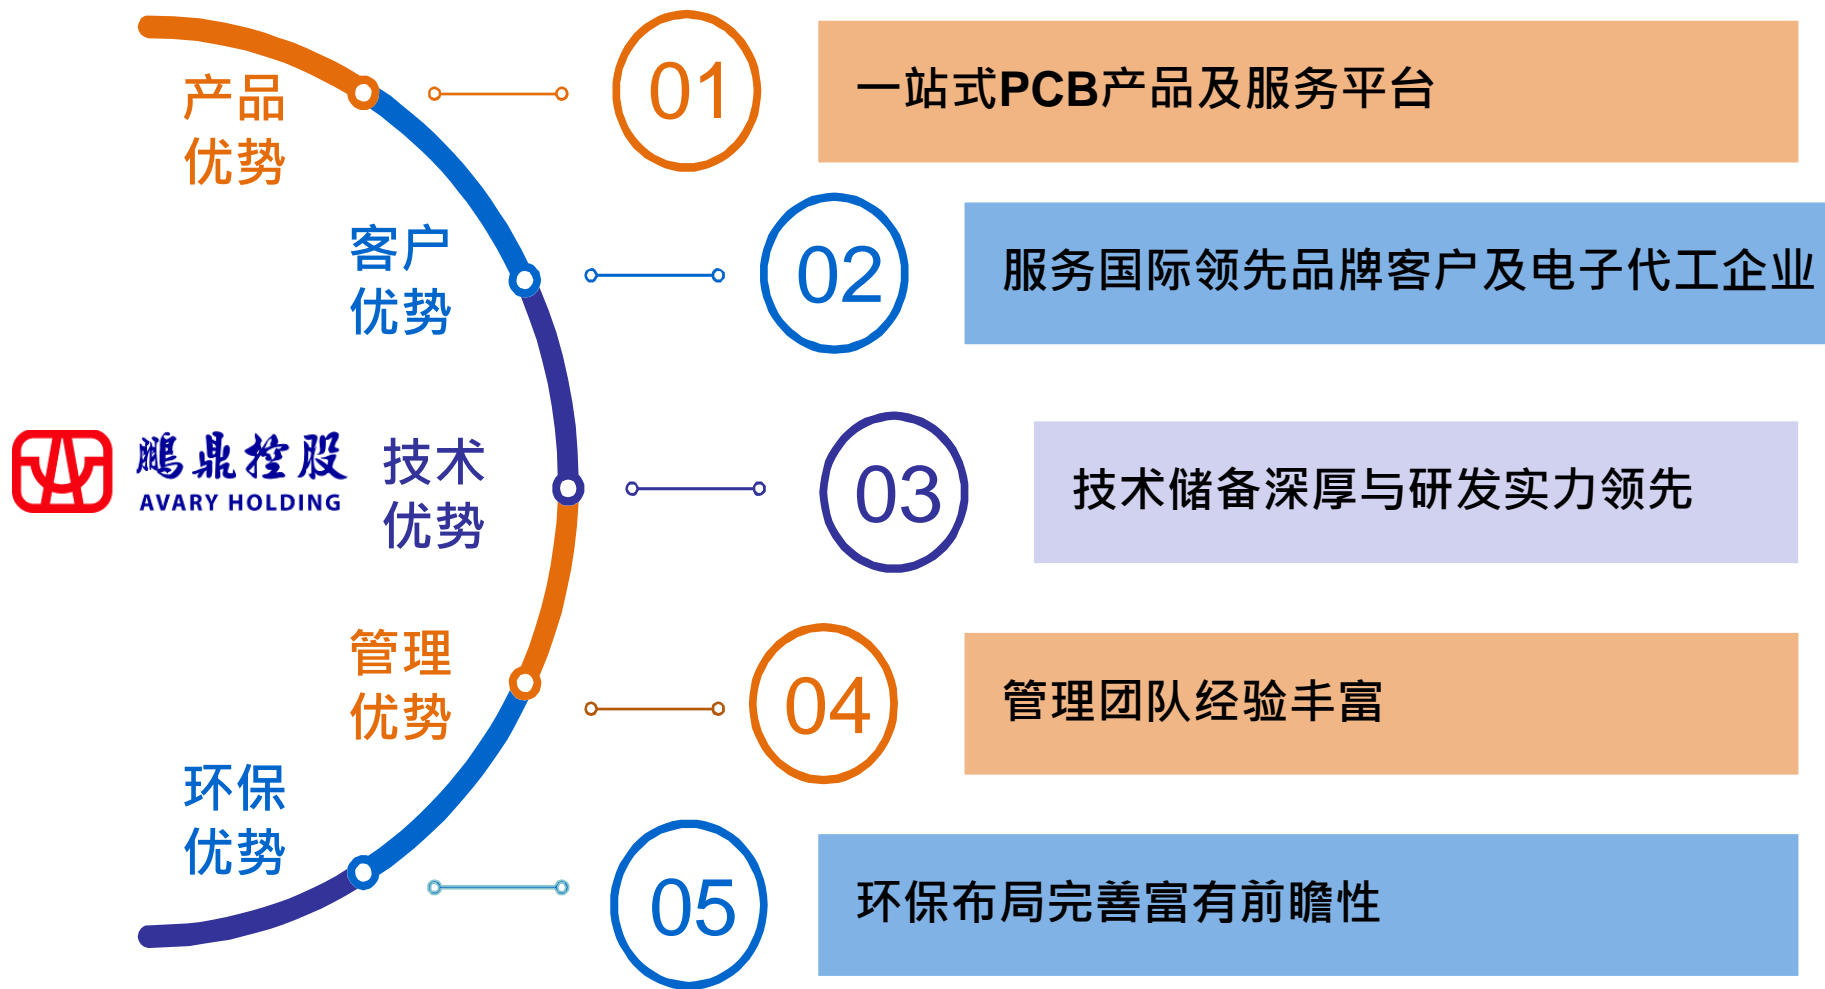 产品
优势
01
一站式PCB产品及服务平台
客户
优势
02
服务国际领先品牌客户及电子代工企业
鵬鼎控股
AVARY HOLDING
技术
优势
03
技术储备深厚与研发实力领先
管理
优势
04
管理团队经验丰富
环保
优势
05
环保布局完善富有前瞻性